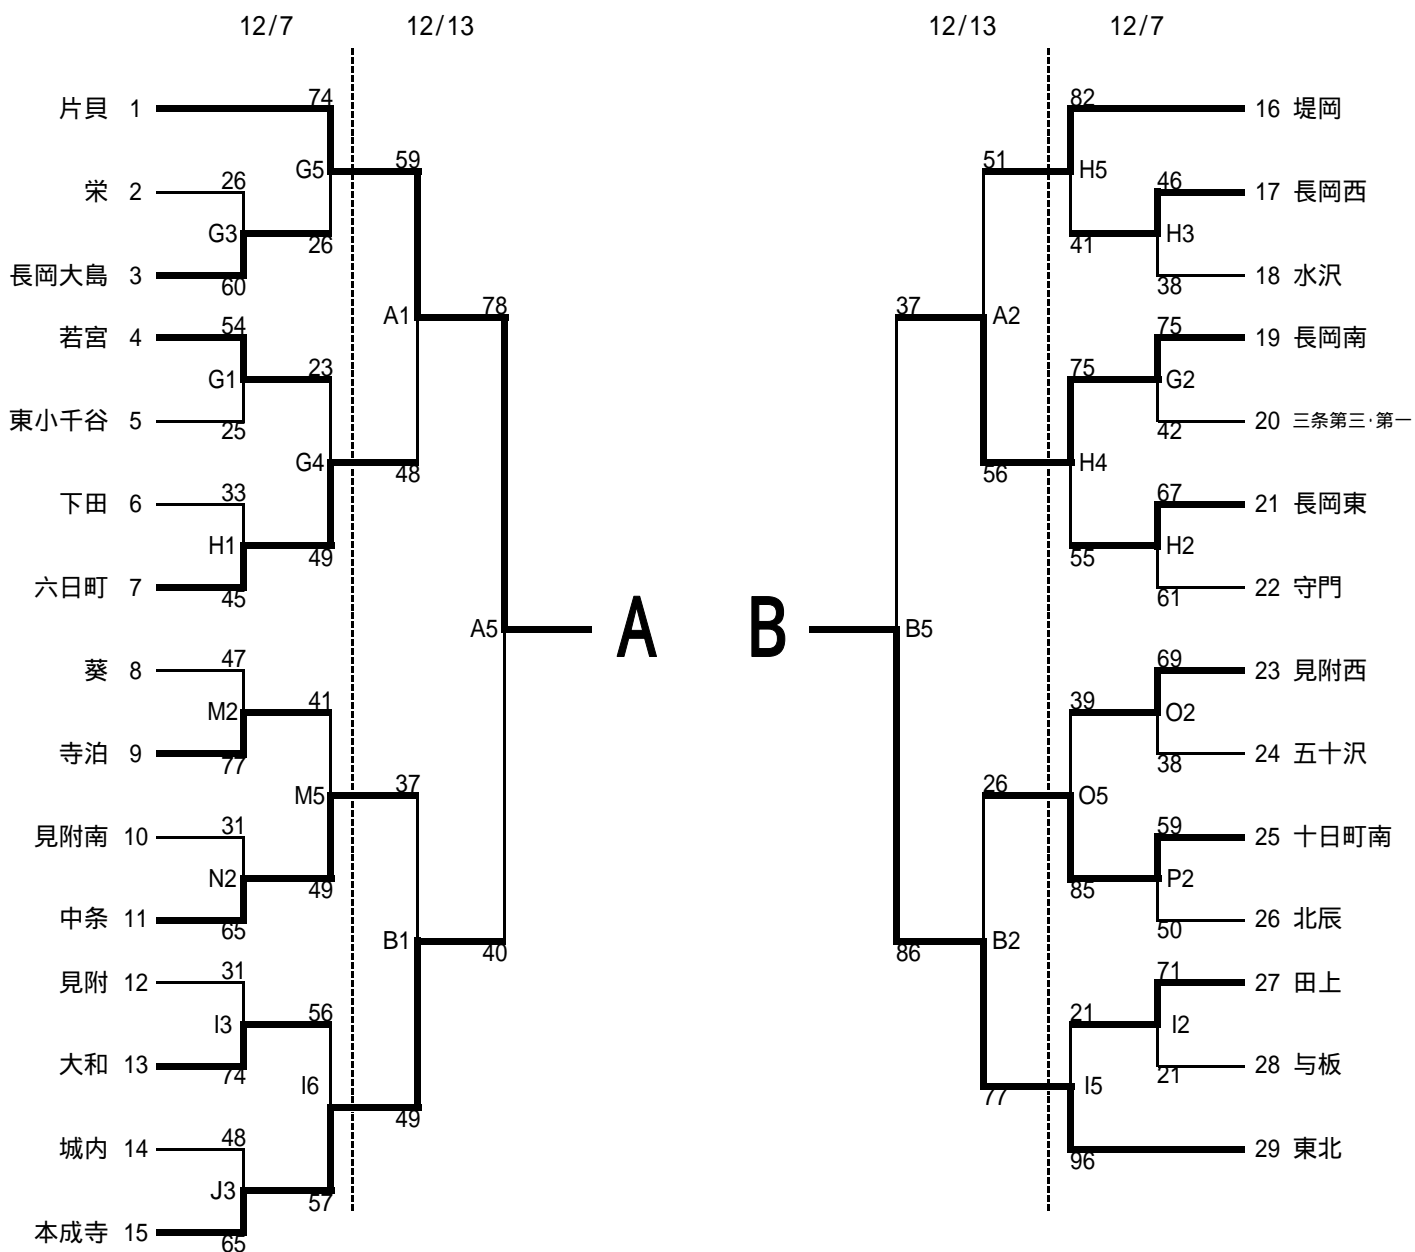 12/7 12/13 12/13 12/7
片貝 1 74 82 16 堤岡
G5 59 51 H5
栄 2 26 46 17 長岡西
G3 26 41 H3
長岡大島 3 60 38 18 水沢
A1 78 37 A2
若宮 4 54 75 19 長岡南
G1 23 75 G2
東小千谷 5 25 42 20 三条第三・第一
G4 48 56 H4
下田 6 33 67 21 長岡東
H1 49 55 H2
六日町 7 45 61 22 守門
A5 A B B5
葵 8 47 69 23 見附西
M2 41 39 O2
寺泊 9 77 38 24 五十沢
M5 37 26 O5
見附南 10 31 59 25 十日町南
N2 49 85 P2
中条 11 65 50 26 北辰
B1 40 86 B2
見附 12 31 71 27 田上
I3 56 21 I2
大和 13 74 21 28 与板
I6 49 77 I5
城内 14 48 96 29 東北
J3 57
本成寺 15 65